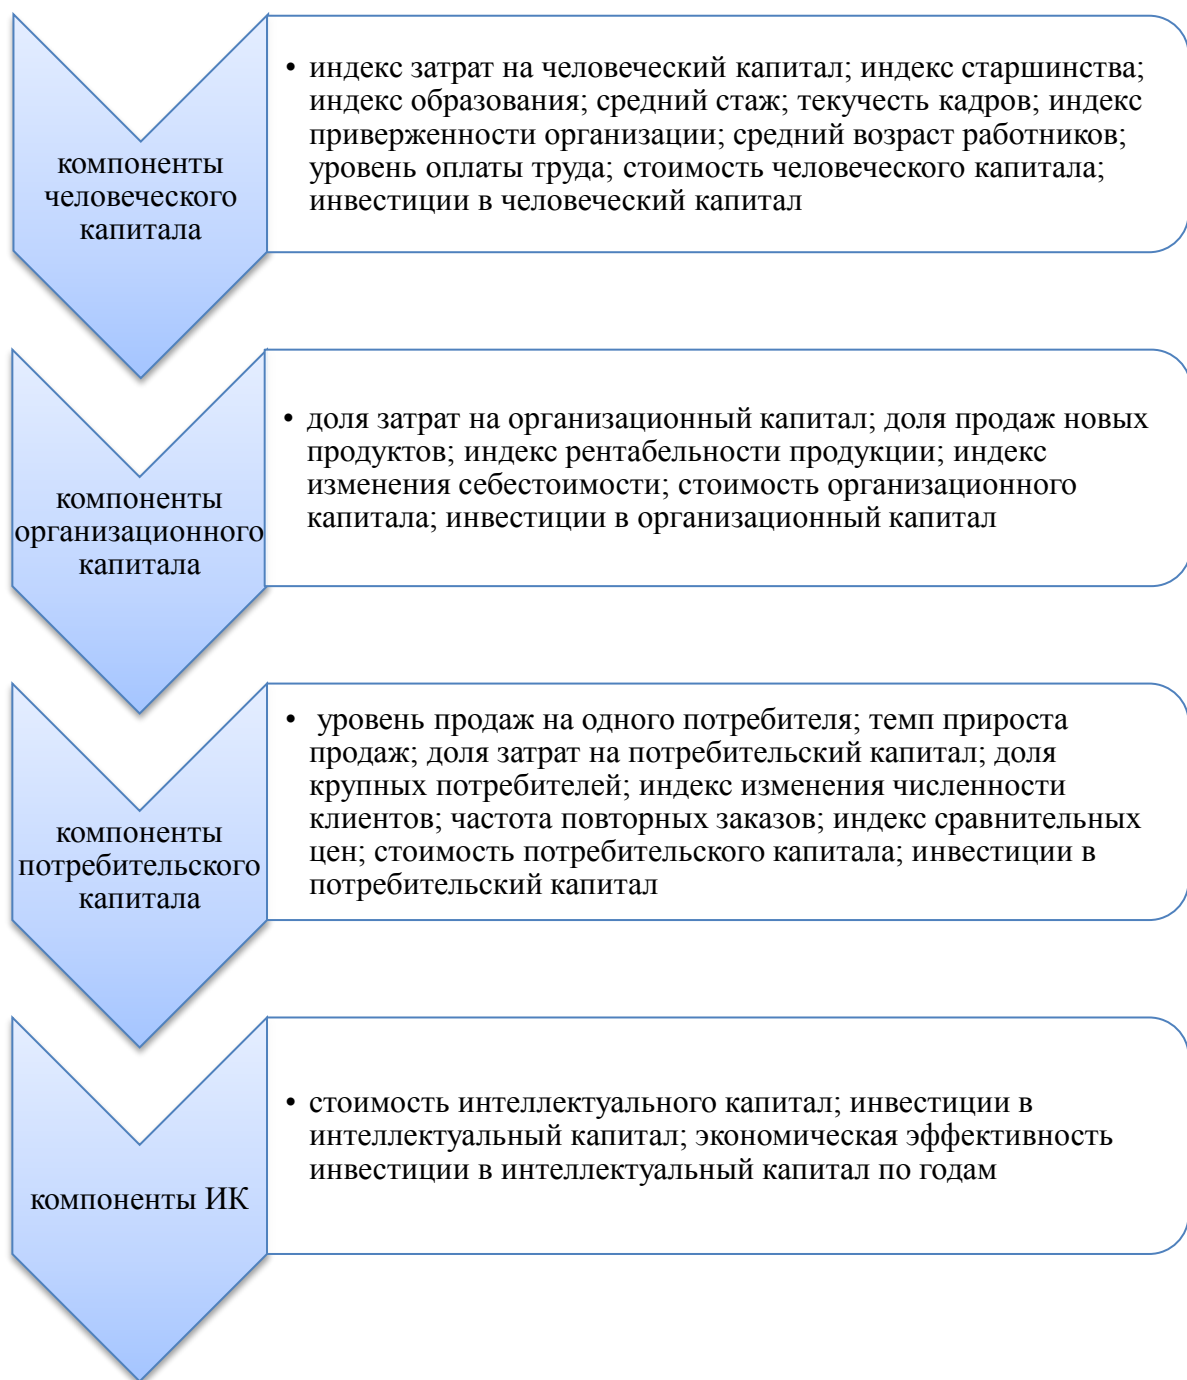 компоненты
человеческого
капитала
• индекс затрат на человеческий капитал; индекс старшинства;
индекс образования; средний стаж; текучесть кадров; индекс
приверженности организации; средний возраст работников;
уровень оплаты труда; стоимость человеческого капитала;
инвестиции в человеческий капитал
компоненты
организационного
капитала
• доля затрат на организационный капитал; доля продаж новых
продуктов; индекс рентабельности продукции; индекс
изменения себестоимости; стоимость организационного
капитала; инвестиции в организационный капитал
компоненты
потребительского
капитала
• уровень продаж на одного потребителя; темп прироста
продаж; доля затрат на потребительский капитал; доля
крупных потребителей; индекс изменения численности
клиентов; частота повторных заказов; индекс сравнительных
цен; стоимость потребительского капитала; инвестиции в
потребительский капитал
компоненты ИК
• стоимость интеллектуального капитал; инвестиции в
интеллектуальный капитал; экономическая эффективность
инвестиции в интеллектуальный капитал по годам